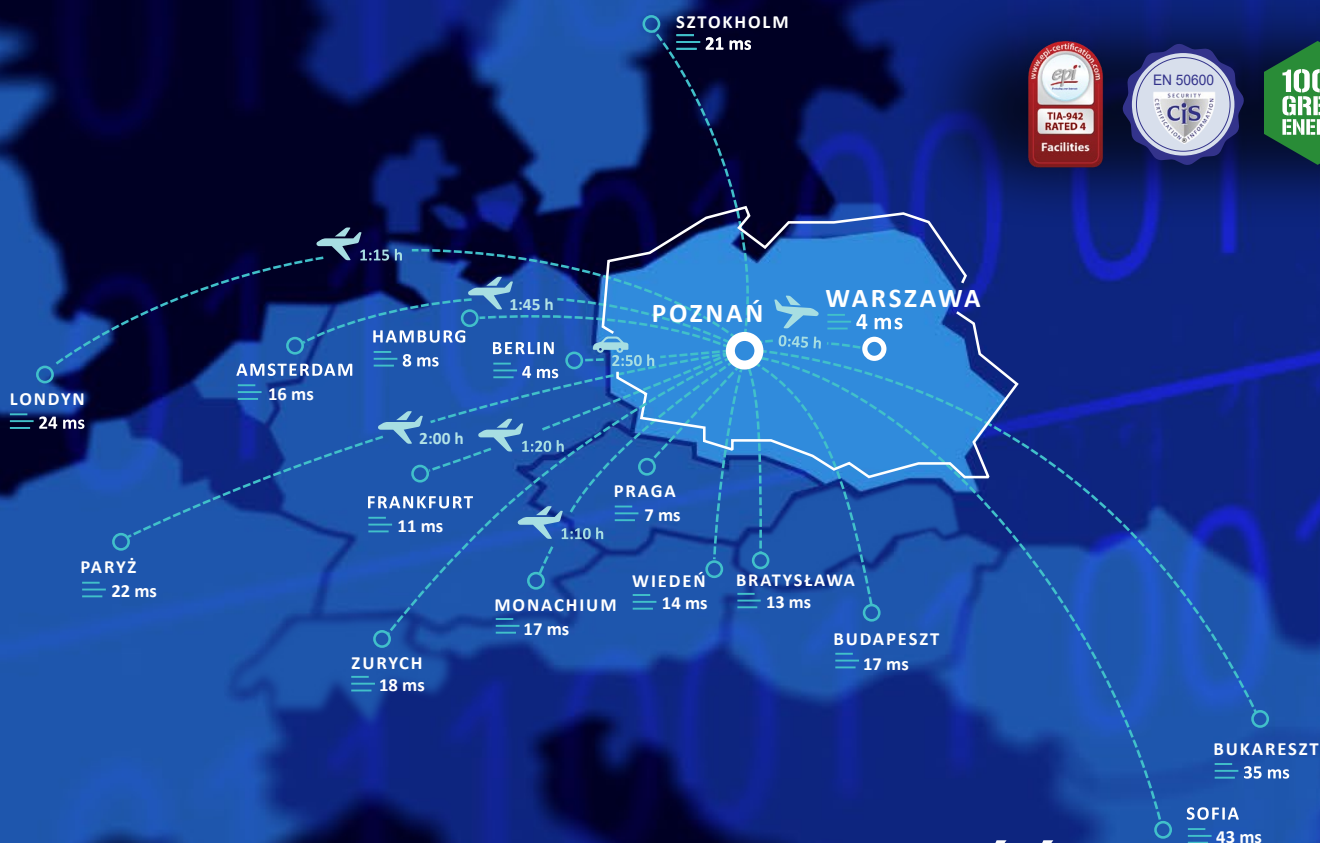 SZTOKHOLM
21 ms
www.epi-certification.com
epi
TIA-942
RATED 4
Facilities
EN 50600
SECURITY
CERTIFICATION & INFORMATION
CiS
100
GRE
ENE
1:15 h
1:45 h
POZNAŃ
WARSZAWA
4 ms
0:45 h
HAMBURG
8 ms
BERLIN
4 ms
2:50 h
AMSTERDAM
16 ms
LONDYN
24 ms
2:00 h
1:20 h
FRANKFURT
11 ms
PRAGA
7 ms
1:10 h
PARYŻ
22 ms
WIEDEŃ
14 ms
BRATYSŁAWA
13 ms
MONACHIUM
17 ms
BUDAPESZT
17 ms
ZURYCH
18 ms
BUKARESZT
35 ms
SOFIA
43 ms